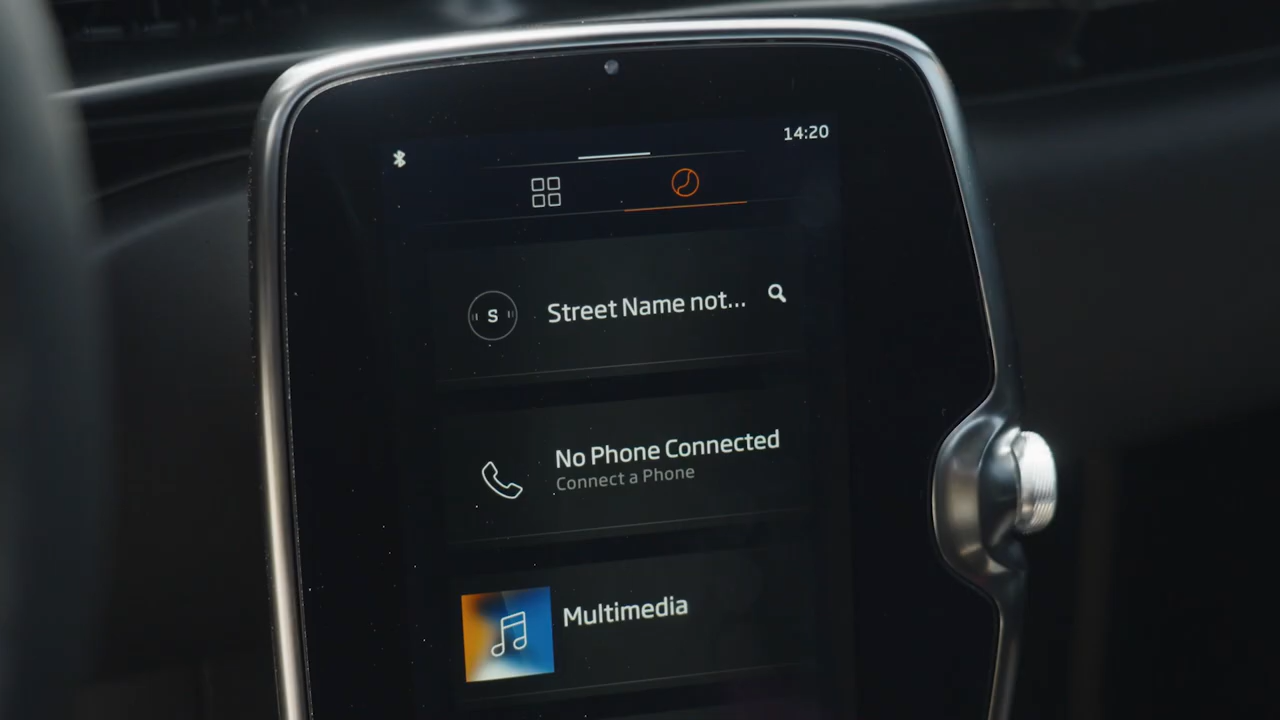 14:20
S
Street Name not...
No Phone Connected
Connect a Phone
Multimedia